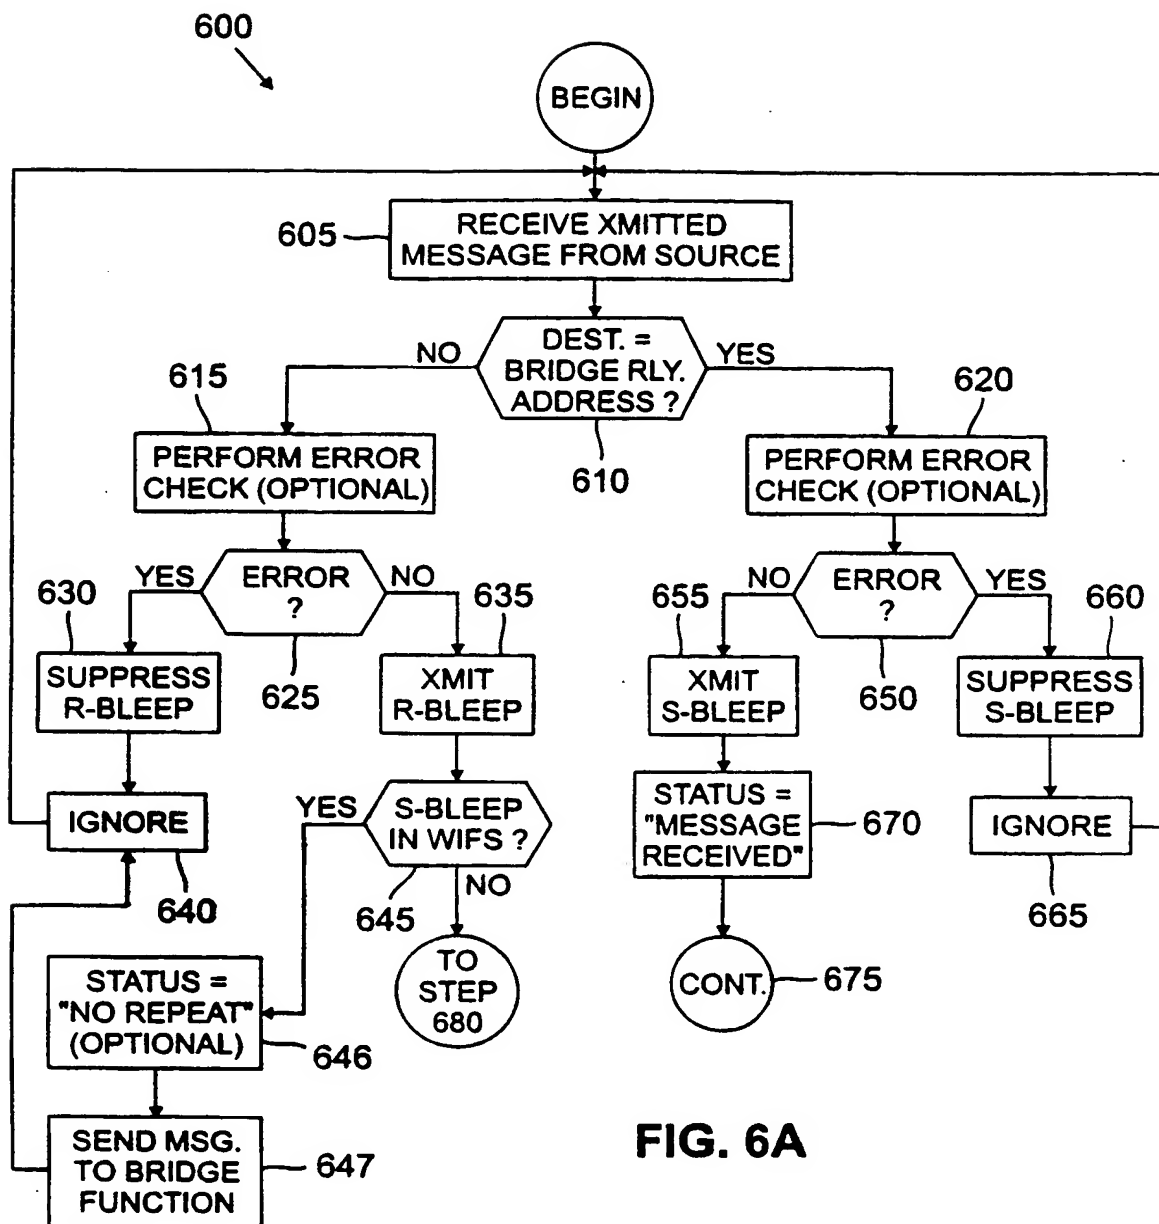 600
BEGIN
RECEIVE XMITTED
MESSAGE FROM SOURCE
605
DEST. =
BRIDGE RLY.
ADDRESS ?
NO
YES
610
615
620
PERFORM ERROR
CHECK (OPTIONAL)
PERFORM ERROR
CHECK (OPTIONAL)
YES
ERROR
?
NO
625
NO
ERROR
?
YES
650
630
SUPPRESS
R-BLEEP
635
XMIT
R-BLEEP
655
XMIT
S-BLEEP
660
SUPPRESS
S-BLEEP
IGNORE
640
YES
S-BLEEP
IN WIFS ?
NO
645
STATUS =
"MESSAGE
RECEIVED"
670
IGNORE
665
TO
STEP
680
CONT.
675
STATUS =
"NO REPEAT"
(OPTIONAL)
646
SEND MSG.
TO BRIDGE
FUNCTION
647
FIG. 6A